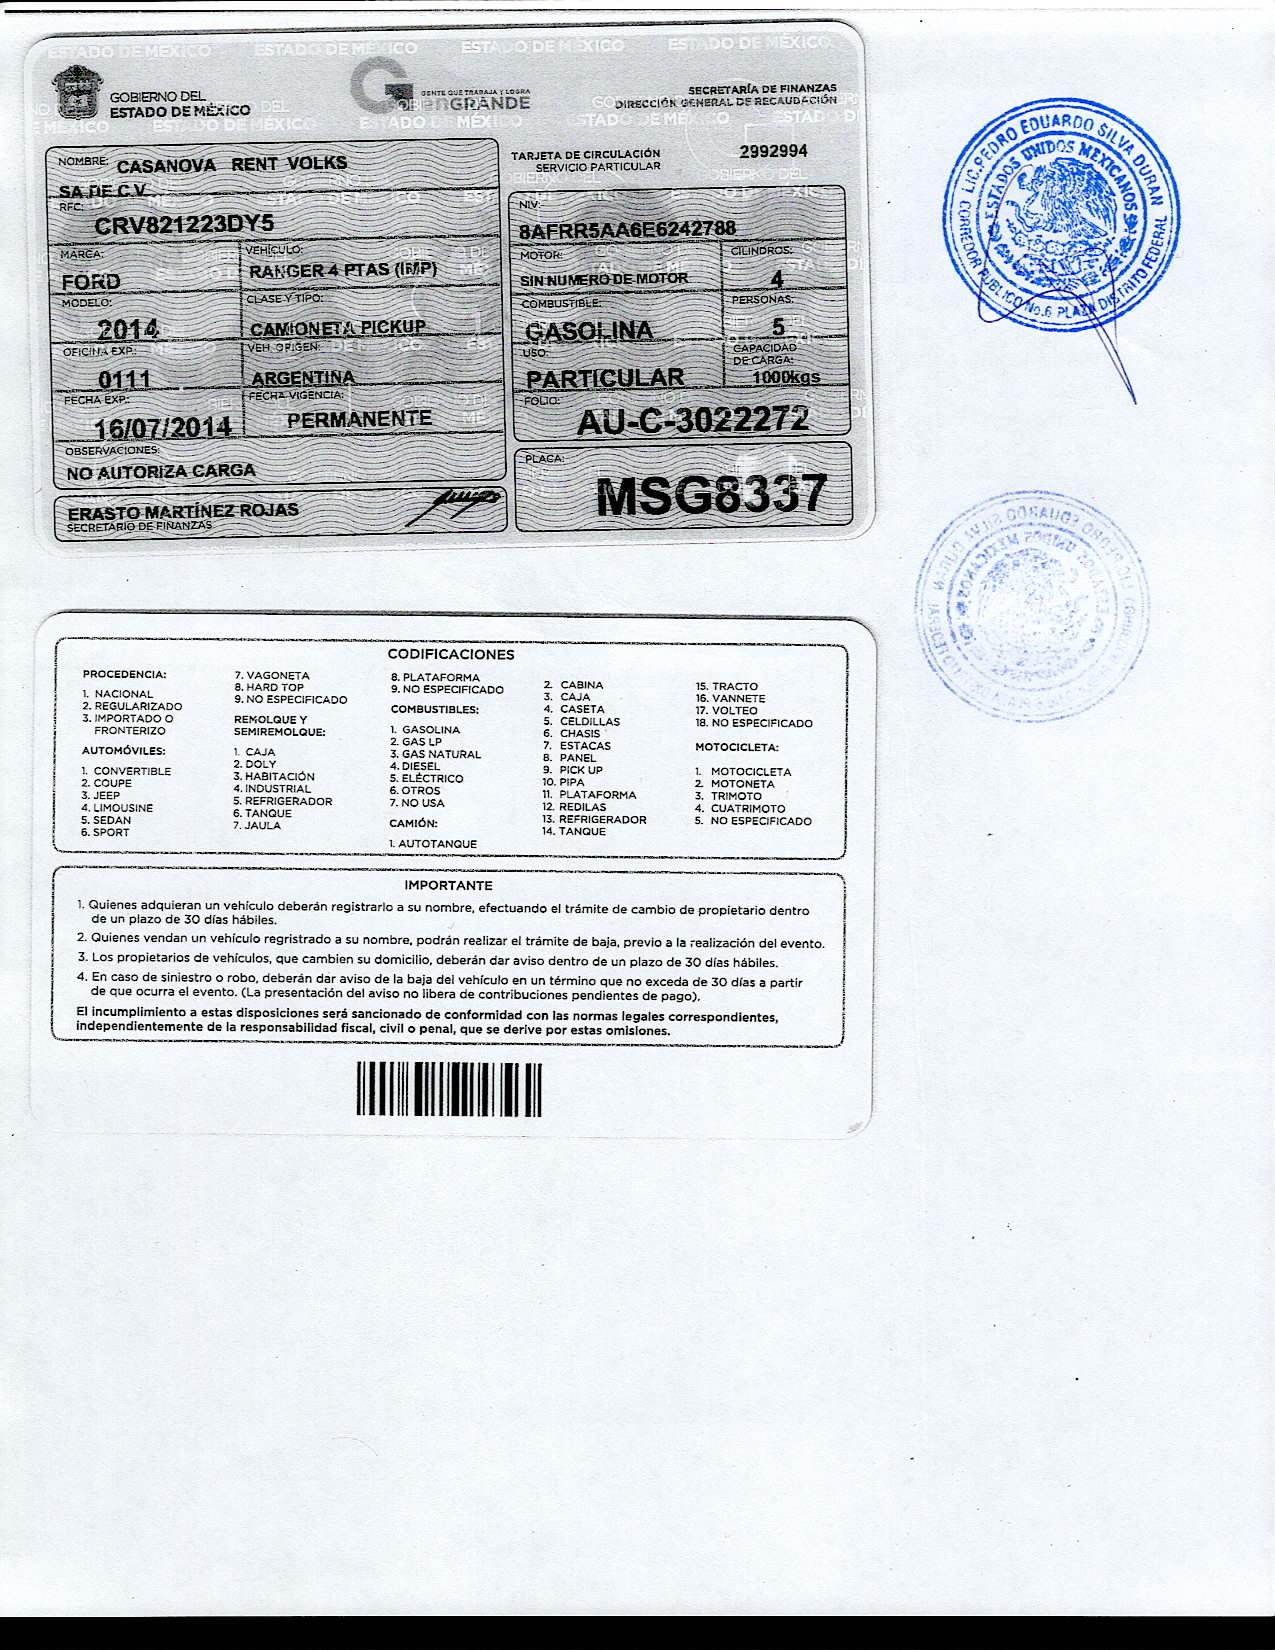 GOBIERNO DEL
ESTADO DE MÉXICO
GENTE QUE TRABAJA Y LOGRA
enGRANDE
SECRETARÍA DE FINANZAS
DIRECCIÓN GENERAL DE RECAUDACIÓN
TARJETA DE CIRCULACIÓN
SERVICIO PARTICULAR
2992994
NOMBRE: CASANOVA RENT VOLKS
SA DE C.V.
RFC:
CRV821223DY5
MARCA:
FORD
VEHÍCULO:
RANGER 4 PTAS (IMP)
MODELO:
2014
CLASE Y TIPO:
CAMIONETA PICKUP
OFICINA EXP:
0111
VEH. ORIGEN:
ARGENTINA
FECHA EXP:
16/07/2014
FECHA VIGENCIA:
PERMANENTE
OBSERVACIONES:
NO AUTORIZA CARGA
ERASTO MARTÍNEZ ROJAS
SECRETARIO DE FINANZAS
NIV:
8AFRR5AA6E6242788
MOTOR:
SIN NUMERO DE MOTOR
CILINDROS:
4
COMBUSTIBLE:
GASOLINA
PERSONAS:
5
USO:
PARTICULAR
CAPACIDAD
DE CARGA:
1000kgs
FOLIO:
AU-C-3022272
PLACA:
MSG8337
LIC. PEDRO EDUARDO SILVA DURAN
ESTADOS UNIDOS MEXICANOS
CORREDOR PUBLICO No.6 PLAZA DISTRITO FEDERAL
CODIFICACIONES
PROCEDENCIA:
1. NACIONAL
2. REGULARIZADO
3. IMPORTADO O
FRONTERIZO
AUTOMÓVILES:
1. CONVERTIBLE
2. COUPE
3. JEEP
4. LIMOUSINE
5. SEDAN
6. SPORT
7. VAGONETA
8. HARD TOP
9. NO ESPECIFICADO
REMOLQUE Y
SEMIREMOLQUE:
1. CAJA
2. DOLY
3. HABITACIÓN
4. INDUSTRIAL
5. REFRIGERADOR
6. TANQUE
7. JAULA
8. PLATAFORMA
9. NO ESPECIFICADO
COMBUSTIBLES:
1. GASOLINA
2. GAS LP
3. GAS NATURAL
4. DIESEL
5. ELÉCTRICO
6. OTROS
7. NO USA
CAMIÓN:
1. AUTOTANQUE
2. CABINA
3. CAJA
4. CASETA
5. CELDILLAS
6. CHASIS
7. ESTACAS
8. PANEL
9. PICK UP
10. PIPA
11. PLATAFORMA
12. REDILAS
13. REFRIGERADOR
14. TANQUE
15. TRACTO
16. VANNETE
17. VOLTEO
18. NO ESPECIFICADO
MOTOCICLETA:
1. MOTOCICLETA
2. MOTONETA
3. TRIMOTO
4. CUATRIMOTO
5. NO ESPECIFICADO
IMPORTANTE
1. Quienes adquieran un vehículo deberán registrarlo a su nombre, efectuando el trámite de cambio de propietario dentro
de un plazo de 30 días hábiles.
2. Quienes vendan un vehículo regristrado a su nombre, podrán realizar el trámite de baja, previo a la realización del evento.
3. Los propietarios de vehículos, que cambien su domicilio, deberán dar aviso dentro de un plazo de 30 días hábiles.
4. En caso de siniestro o robo, deberán dar aviso de la baja del vehículo en un término que no exceda de 30 días a partir
de que ocurra el evento. (La presentación del aviso no libera de contribuciones pendientes de pago).
El incumplimiento a estas disposiciones será sancionado de conformidad con las normas legales correspondientes,
independientemente de la responsabilidad fiscal, civil o penal, que se derive por estas omisiones.